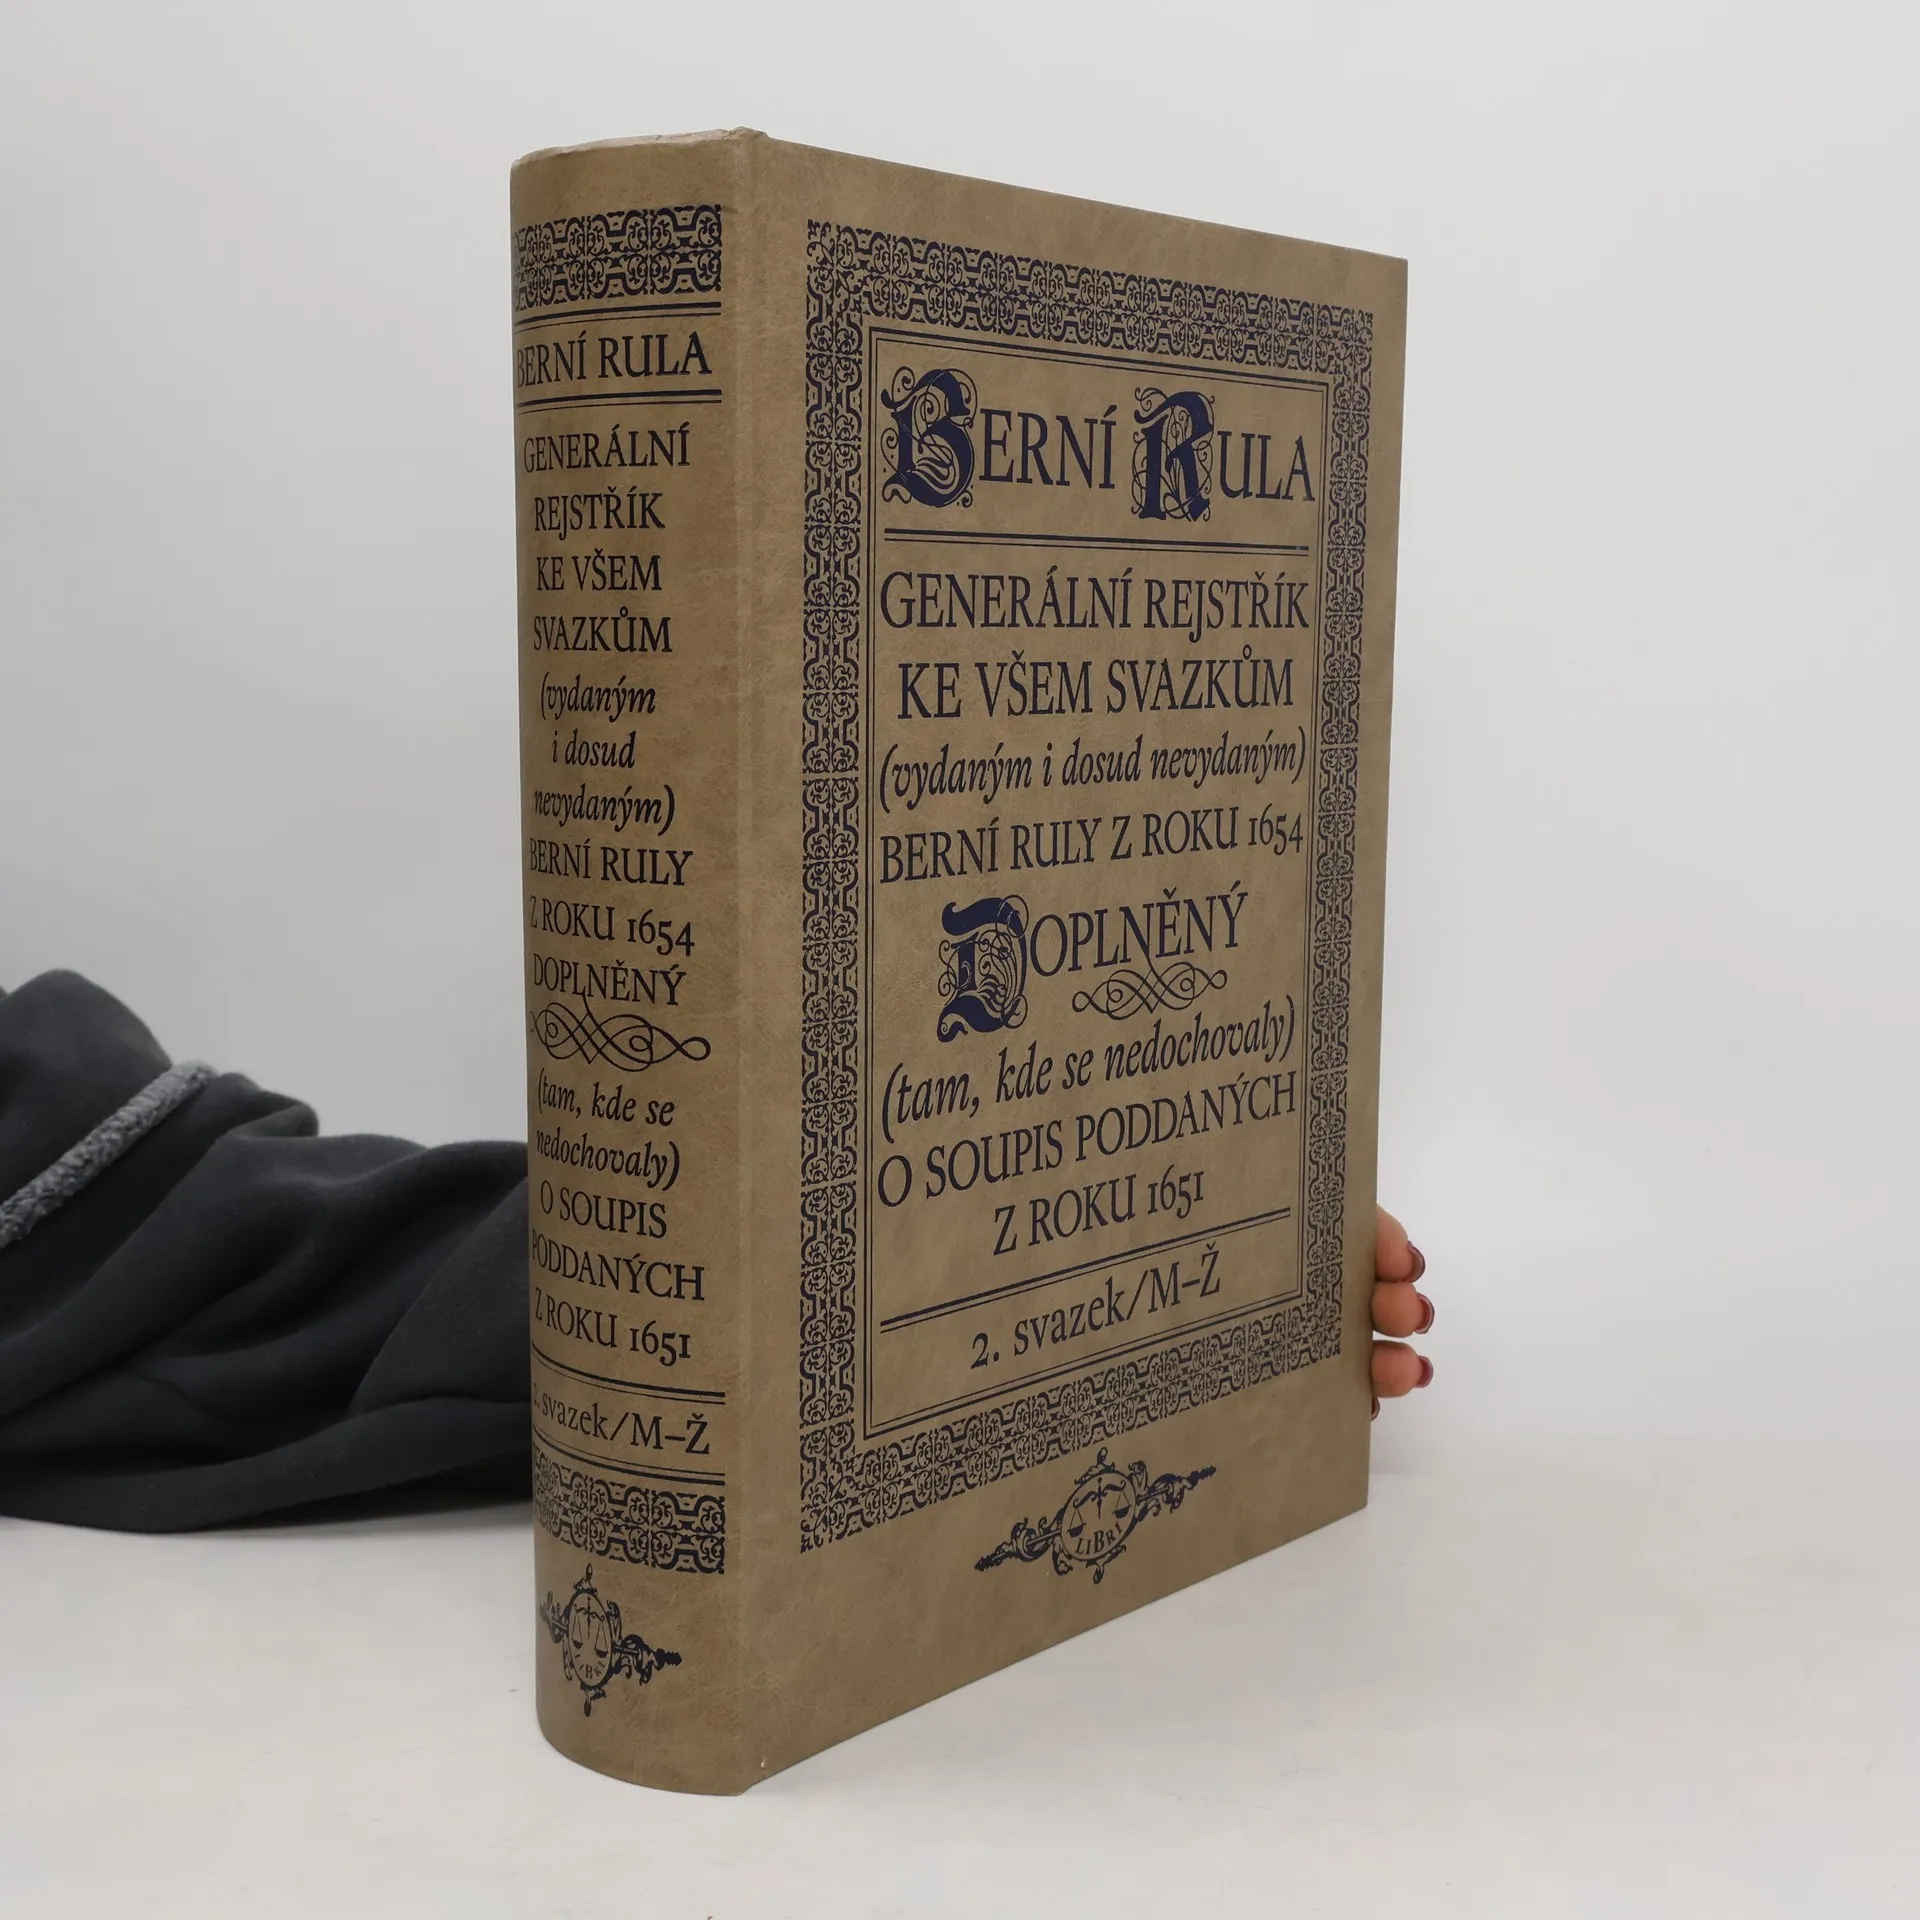 BERNÍ RULA
GENERÁLNÍ
REJSTŘÍK
KE VŠEM
SVAZKŮM
(vydaným
i dosud
nevydaným)
BERNÍ RULY
Z ROKU 1654
DOPLNĚNÝ
(tam, kde se
nedochovaly)
O SOUPIS
PODDANÝCH
Z ROKU 1651
2. svazek/M–Ž
LIBRI
BERNÍ RULA
GENERÁLNÍ REJSTŘÍK
KE VŠEM SVAZKŮM
(vydaným i dosud nevydaným)
BERNÍ RULY Z ROKU 1654
DOPLNĚNÝ
(tam, kde se nedochovaly)
O SOUPIS PODDANÝCH
Z ROKU 1651
2. svazek/M–Ž
LIBRI